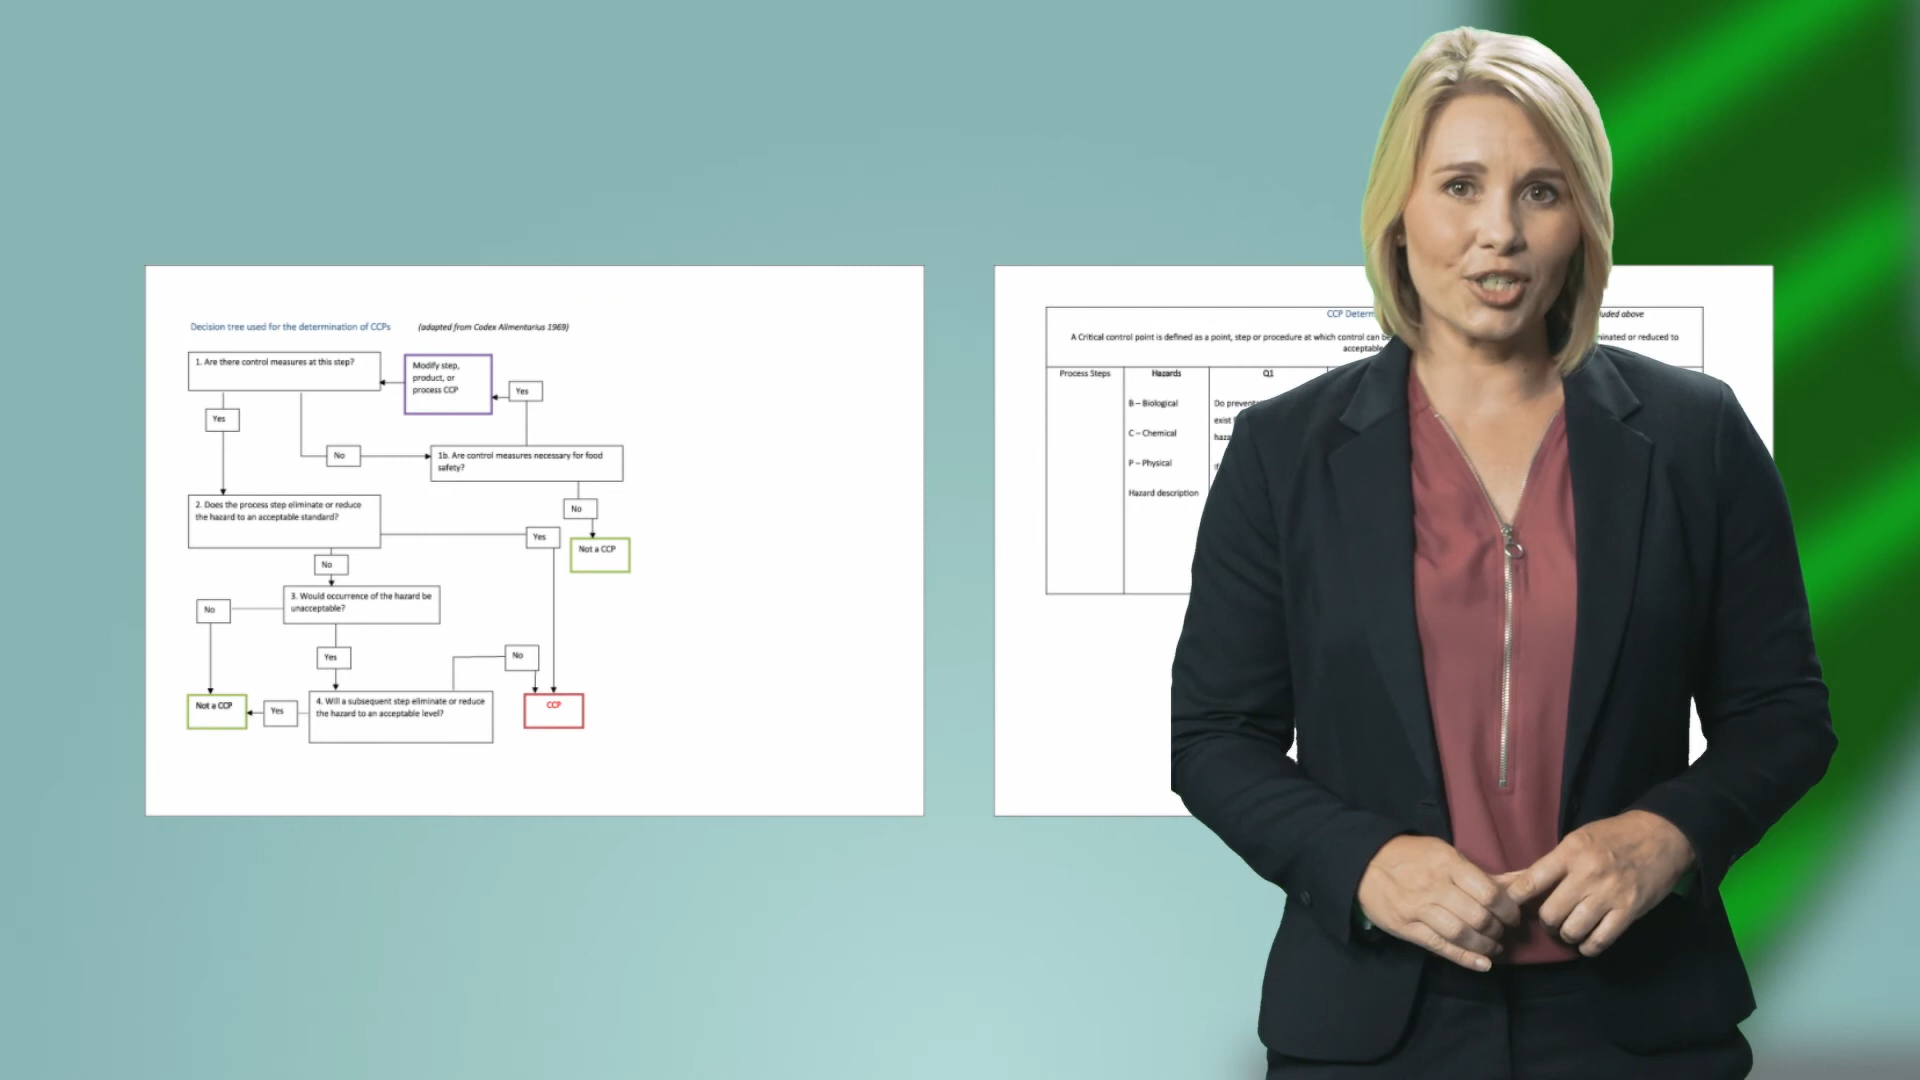 Decision tree used for the determination of CCPs (adapted from Codex Alimentarius 1969)
1. Are there control measures at this step?
Modify step,
product, or
process CCP
Yes
Yes
No
1b. Are control measures necessary for food
safety?
No
2. Does the process step eliminate or reduce
the hazard to an acceptable standard?
Yes
Not a CCP
No
3. Would occurrence of the hazard be
unacceptable?
No
Yes
No
Not a CCP
Yes
4. Will a subsequent step eliminate or reduce
the hazard to an acceptable level?
CCP
CCP above
A Critical control point is defined as a point, step or procedure at which control can be or reduced to
acceptable
Process Steps
Hazards
Q1
B – Biological
Do
C – Chemical
exist
P – Physical
Hazard description